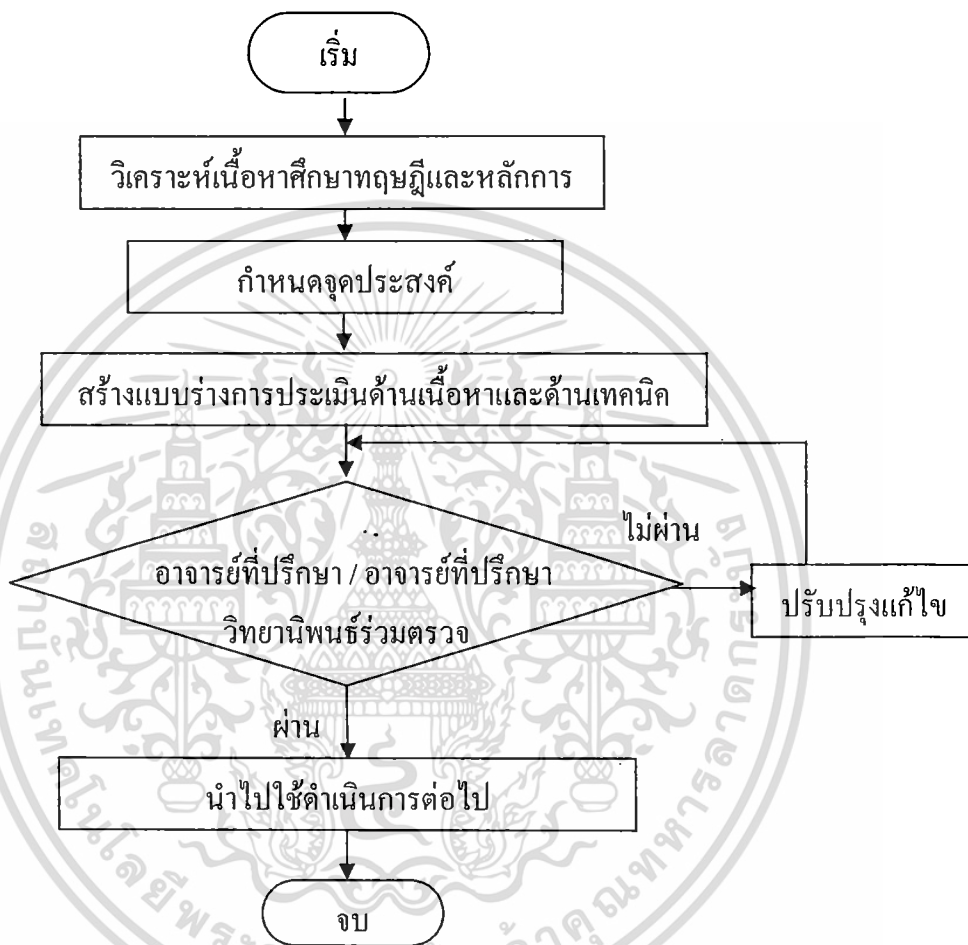 เริ่ม
วิเคราะห์เนื้อหาศึกษาทฤษฎีและหลักการ
กำหนดจุดประสงค์
สร้างแบบร่างการประเมินด้านเนื้อหาและด้านเทคนิค
ไม่ผ่าน
อาจารย์ที่ปรึกษา / อาจารย์ที่ปรึกษา
วิทยานิพนธ์ร่วมตรวจ
ปรับปรุงแก้ไข
ผ่าน
นำไปใช้ดำเนินการต่อไป
จบ